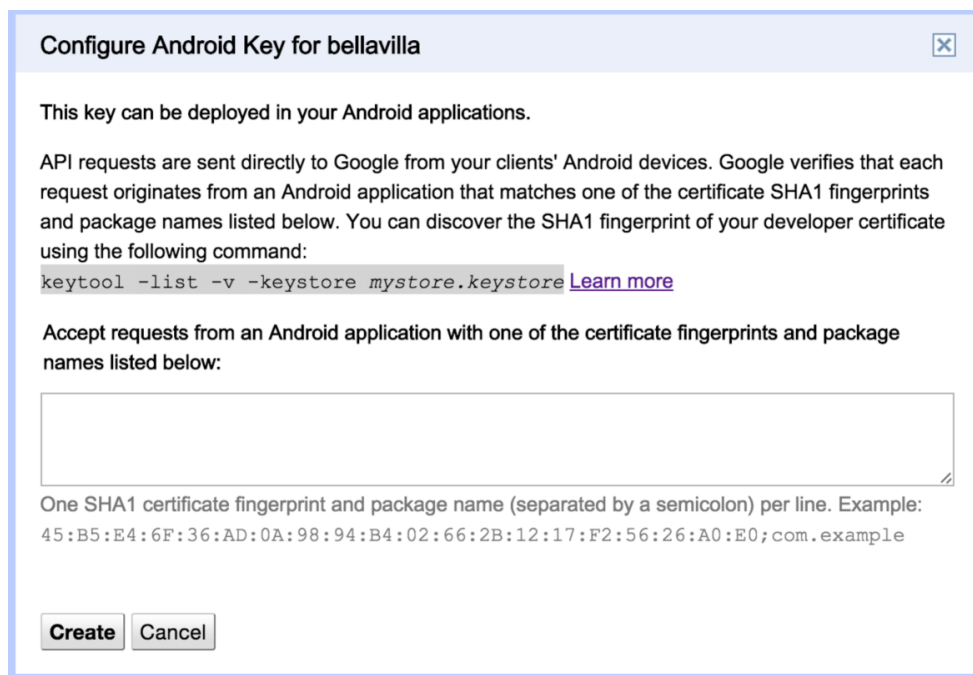 Configure Android Key for bellavilla
This key can be deployed in your Android applications.
API requests are sent directly to Google from your clients' Android devices. Google verifies that each
request originates from an Android application that matches one of the certificate SHA1 fingerprints
and package names listed below. You can discover the SHA1 fingerprint of your developer certificate
using the following command:
keytool -list -v -keystore mystore.keystore Learn more
Accept requests from an Android application with one of the certificate fingerprints and package
names listed below:
One SHA1 certificate fingerprint and package name (separated by a semicolon) per line. Example:
45:B5:E4:6F:36:AD:0A:98:94:B4:02:66:2B:12:17:F2:56:26:A0:E0;com.example
Create Cancel